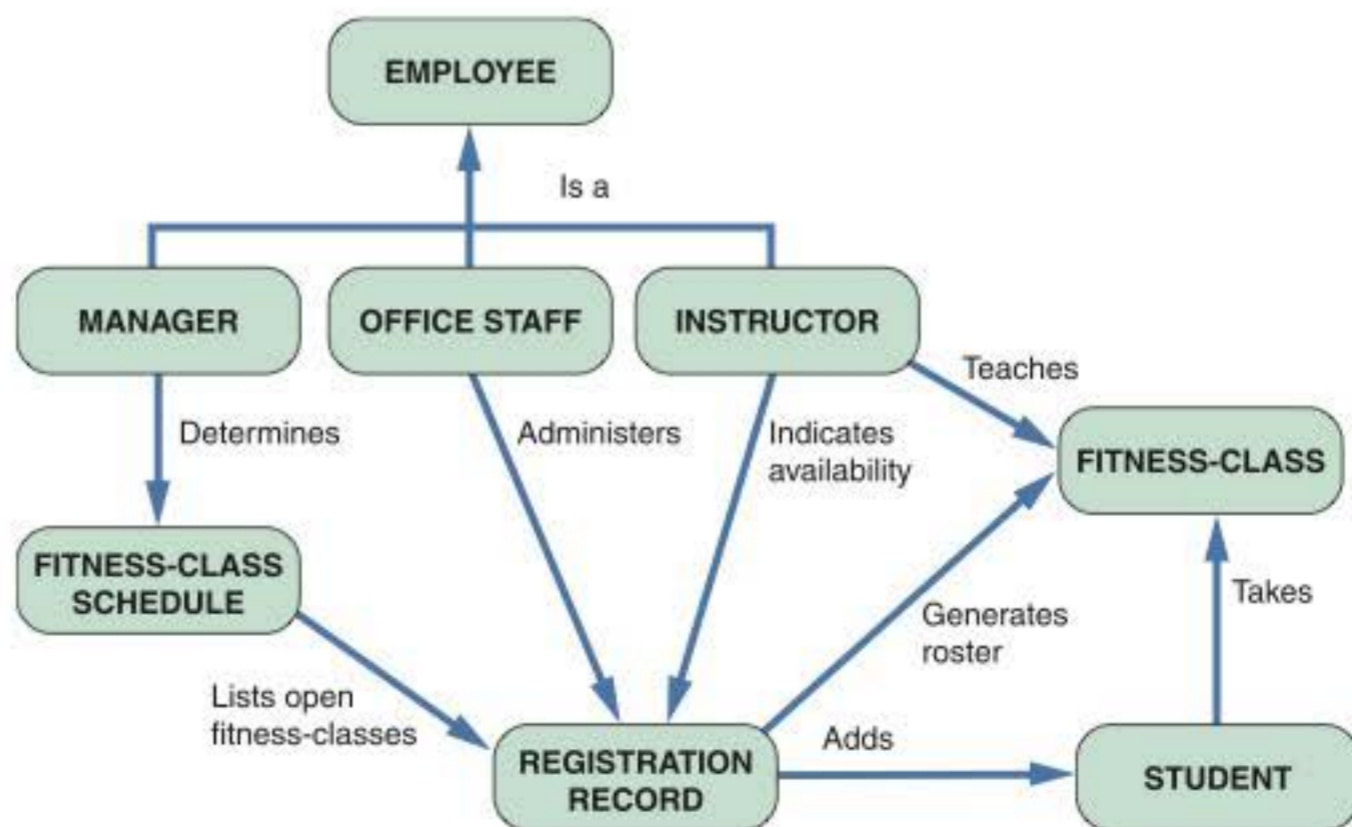 EMPLOYEE
Is a
MANAGER
OFFICE STAFF
INSTRUCTOR
Teaches
Determines
Administers
Indicates
availability
FITNESS-CLASS
FITNESS-CLASS
SCHEDULE
Takes
Generates
roster
Lists open
fitness-classes
Adds
REGISTRATION
RECORD
STUDENT